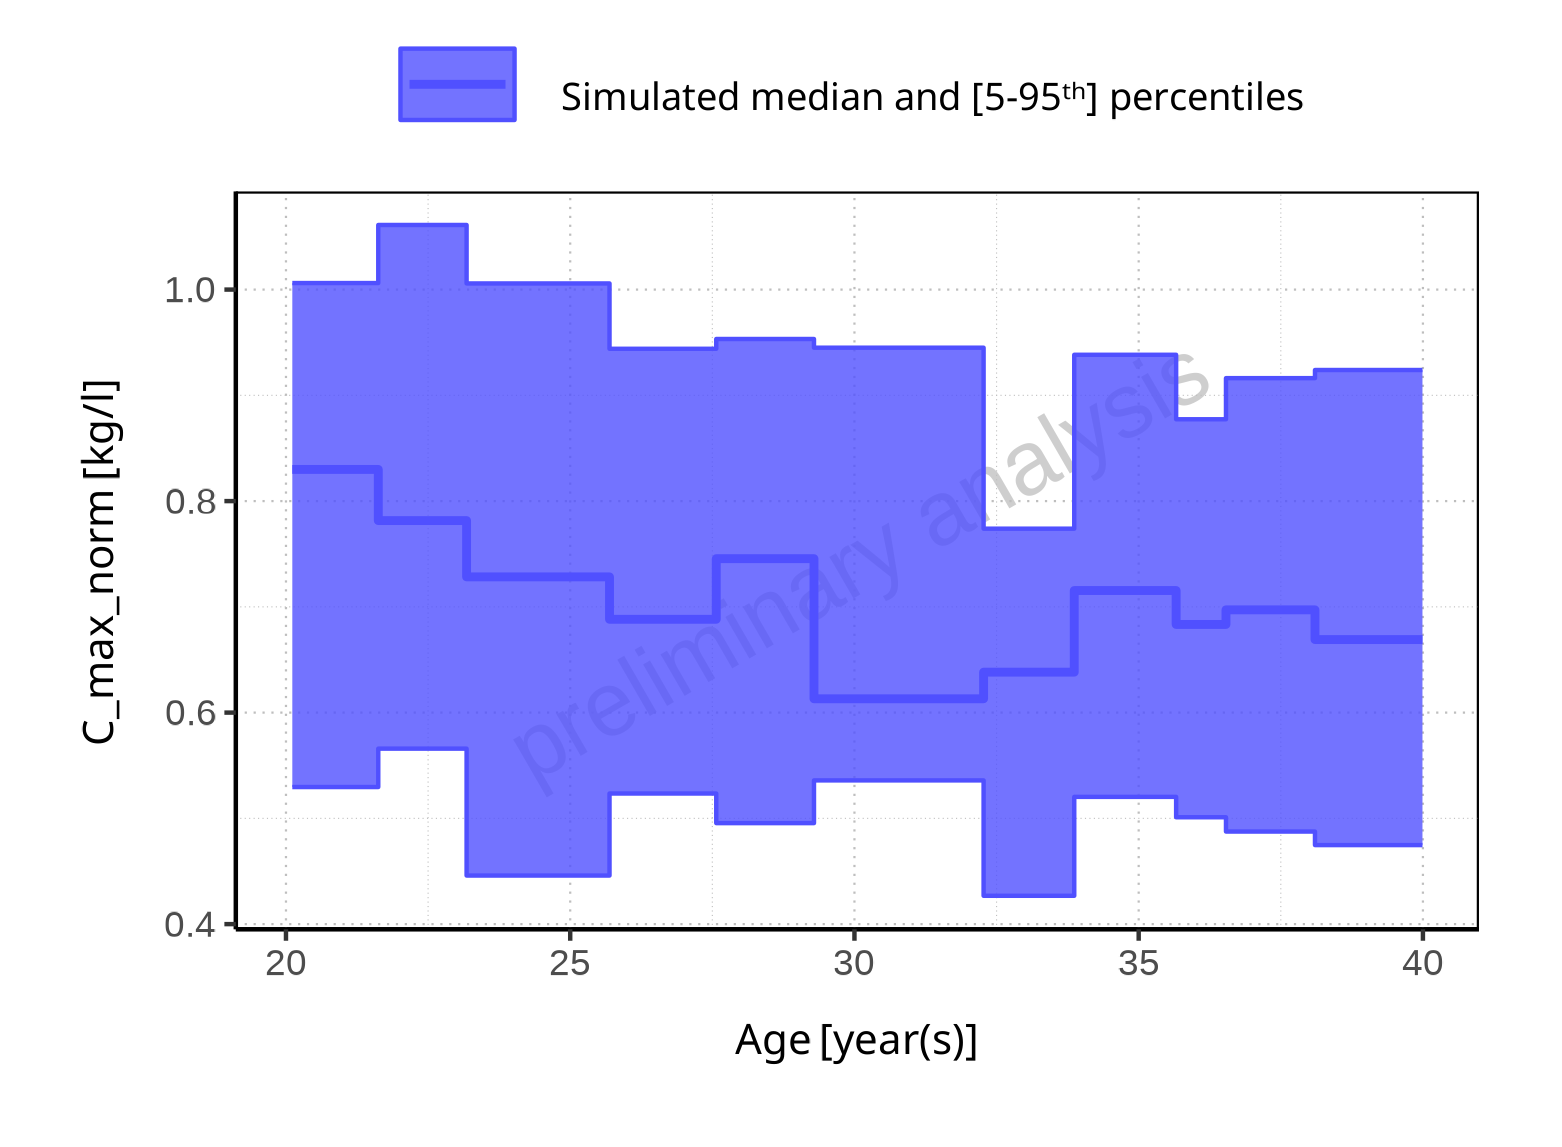 Simulated median and [5-95ᵗʰ] percentiles
1.0
0.8
0.6
0.4
C_max_norm [kg/l]
preliminary analysis
20 25 30 35 40
Age [year(s)]